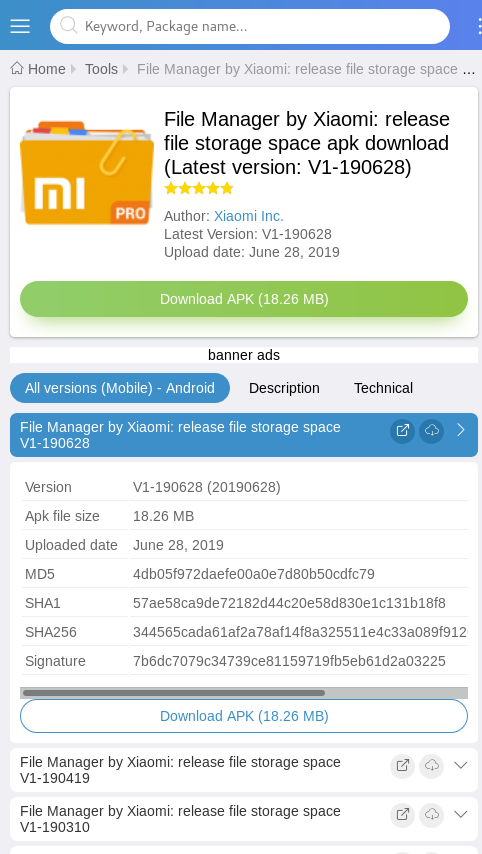 Keyword, Package name...
Home Tools File Manager by Xiaomi: release file storage space ...
File Manager by Xiaomi: release
file storage space apk download
(Latest version: V1-190628)
mi
PRO
Author: Xiaomi Inc.
Latest Version: V1-190628
Upload date: June 28, 2019
Download APK (18.26 MB)
banner ads
All versions (Mobile) - Android Description Technical
File Manager by Xiaomi: release file storage space
V1-190628
Version V1-190628 (20190628)
Apk file size 18.26 MB
Uploaded date June 28, 2019
MD5 4db05f972daefe00a0e7d80b50cdfc79
SHA1 57ae58ca9de72182d44c20e58d830e1c131b18f8
SHA256 344565cada61af2a78af14f8a325511e4c33a089f912
Signature 7b6dc7079c34739ce81159719fb5eb61d2a03225
Download APK (18.26 MB)
File Manager by Xiaomi: release file storage space
V1-190419
File Manager by Xiaomi: release file storage space
V1-190310